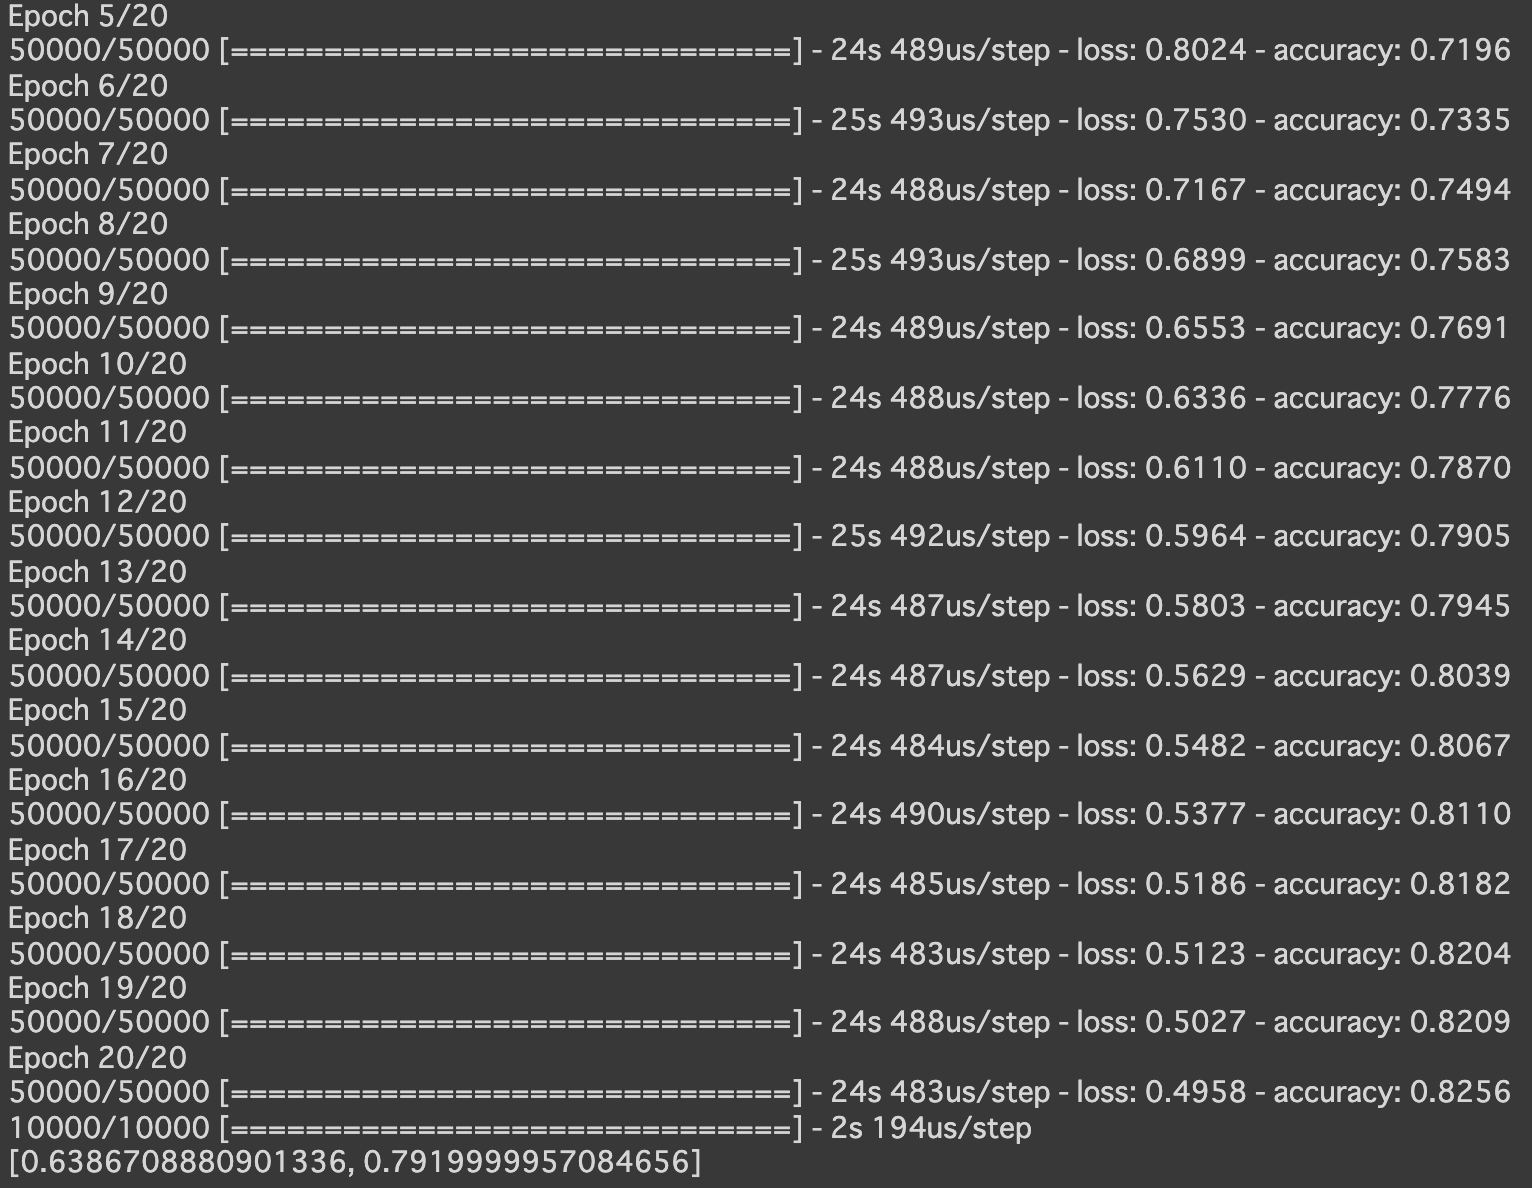 Epoch 5/20
50000/50000 [==============================] - 24s 489us/step - loss: 0.8024 - accuracy: 0.7196
Epoch 6/20
50000/50000 [==============================] - 25s 493us/step - loss: 0.7530 - accuracy: 0.7335
Epoch 7/20
50000/50000 [==============================] - 24s 488us/step - loss: 0.7167 - accuracy: 0.7494
Epoch 8/20
50000/50000 [==============================] - 25s 493us/step - loss: 0.6899 - accuracy: 0.7583
Epoch 9/20
50000/50000 [==============================] - 24s 489us/step - loss: 0.6553 - accuracy: 0.7691
Epoch 10/20
50000/50000 [==============================] - 24s 488us/step - loss: 0.6336 - accuracy: 0.7776
Epoch 11/20
50000/50000 [==============================] - 24s 488us/step - loss: 0.6110 - accuracy: 0.7870
Epoch 12/20
50000/50000 [==============================] - 25s 492us/step - loss: 0.5964 - accuracy: 0.7905
Epoch 13/20
50000/50000 [==============================] - 24s 487us/step - loss: 0.5803 - accuracy: 0.7945
Epoch 14/20
50000/50000 [==============================] - 24s 487us/step - loss: 0.5629 - accuracy: 0.8039
Epoch 15/20
50000/50000 [==============================] - 24s 484us/step - loss: 0.5482 - accuracy: 0.8067
Epoch 16/20
50000/50000 [==============================] - 24s 490us/step - loss: 0.5377 - accuracy: 0.8110
Epoch 17/20
50000/50000 [==============================] - 24s 485us/step - loss: 0.5186 - accuracy: 0.8182
Epoch 18/20
50000/50000 [==============================] - 24s 483us/step - loss: 0.5123 - accuracy: 0.8204
Epoch 19/20
50000/50000 [==============================] - 24s 488us/step - loss: 0.5027 - accuracy: 0.8209
Epoch 20/20
50000/50000 [==============================] - 24s 483us/step - loss: 0.4958 - accuracy: 0.8256
10000/10000 [==============================] - 2s 194us/step
[0.6386708880901336, 0.7919999957084656]